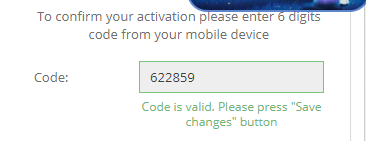 To confirm your activation please enter 6 digits
code from your mobile device
Code:
622859
Code is valid. Please press "Save
changes" button